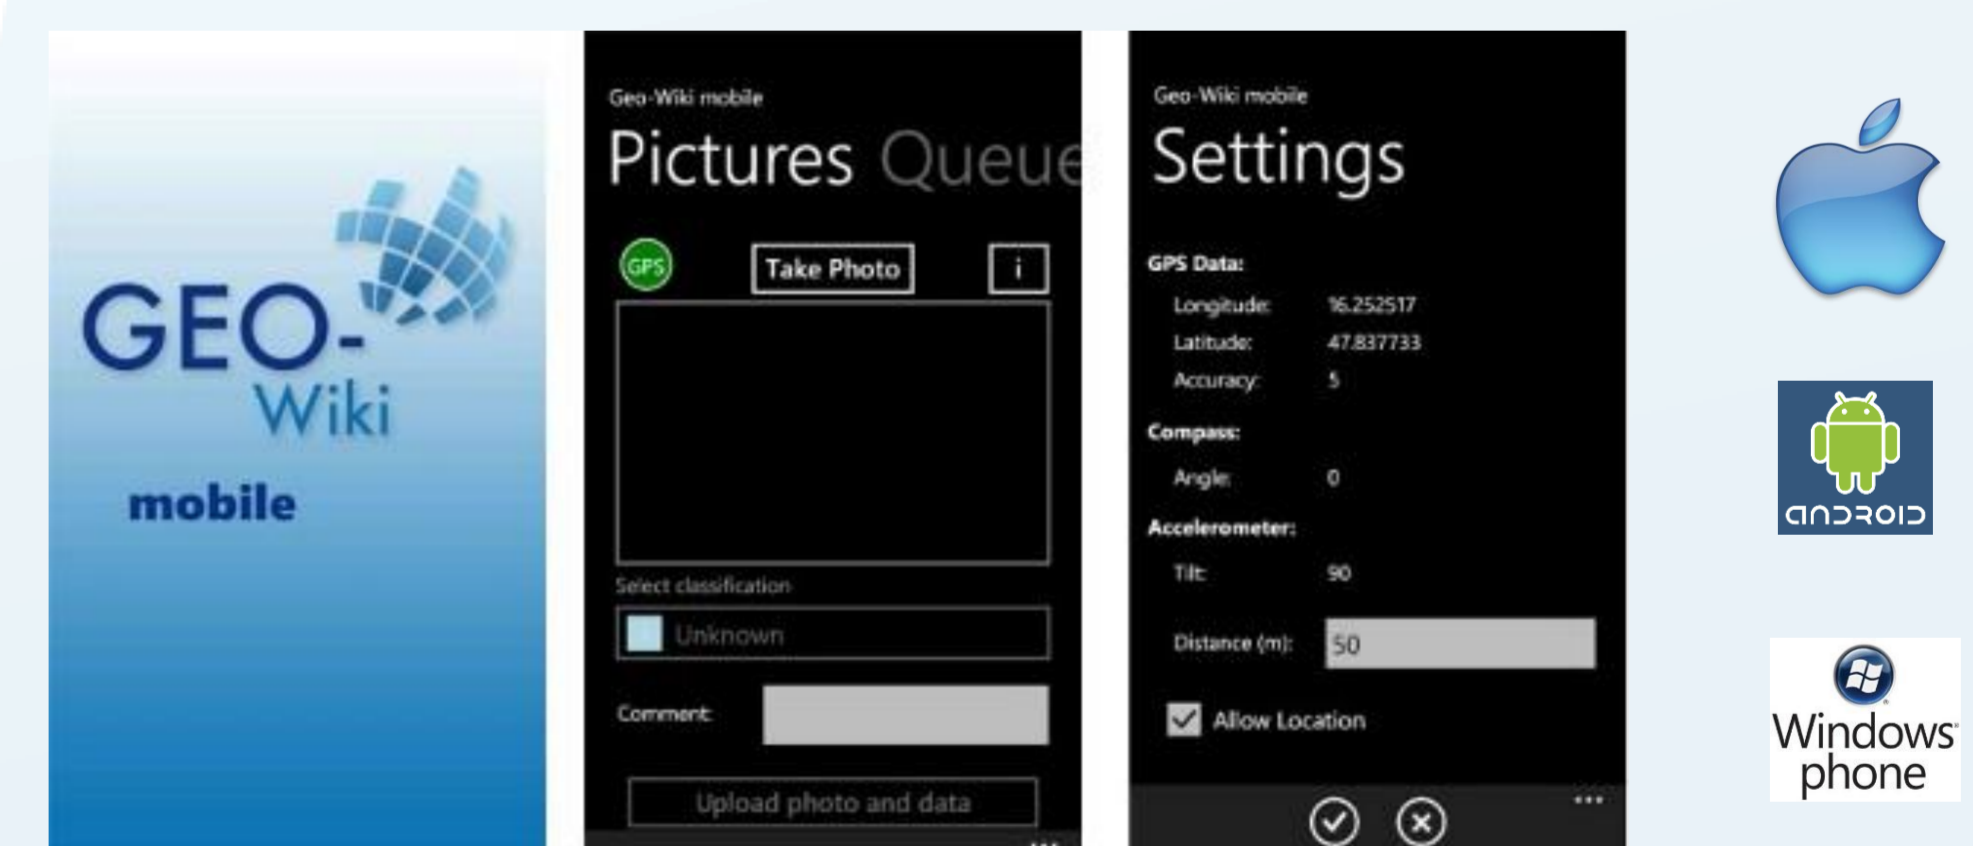 GEO-
Wiki
mobile
Geo-Wiki mobile
Pictures Queue
GPS
Take Photo
i
Select classification
Unknown
Comment:
Upload photo and data
Geo-Wiki mobile
Settings
GPS Data:
Longitude: 16.252517
Latitude: 47.837733
Accuracy: 5
Compass:
Angle: 0
Accelerometer:
Tilt: 90
Distance (m): 50
Allow Location
ANDROID
Windows
phone